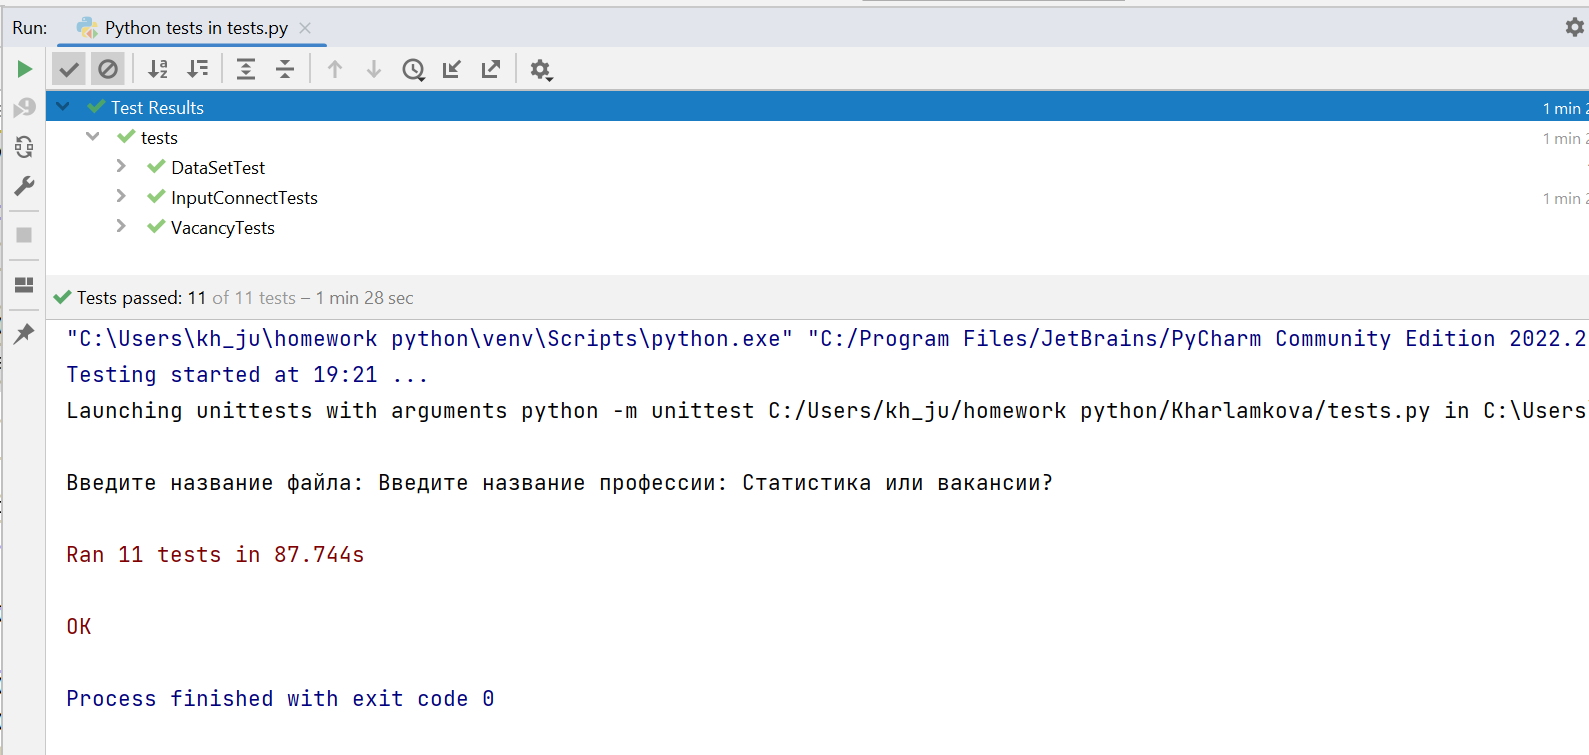 Run: Python tests in tests.py
Test Results 1 min 2
tests 1 min 2
DataSetTest
InputConnectTests 1 min 2
VacancyTests
Tests passed: 11 of 11 tests – 1 min 28 sec
"C:\Users\kh_ju\homework python\venv\Scripts\python.exe" "C:/Program Files/JetBrains/PyCharm Community Edition 2022.2
Testing started at 19:21 ...
Launching unittests with arguments python -m unittest C:/Users/kh_ju/homework python/Kharlamkova/tests.py in C:\Users
Введите название файла: Введите название профессии: Статистика или вакансии?
Ran 11 tests in 87.744s
OK
Process finished with exit code 0